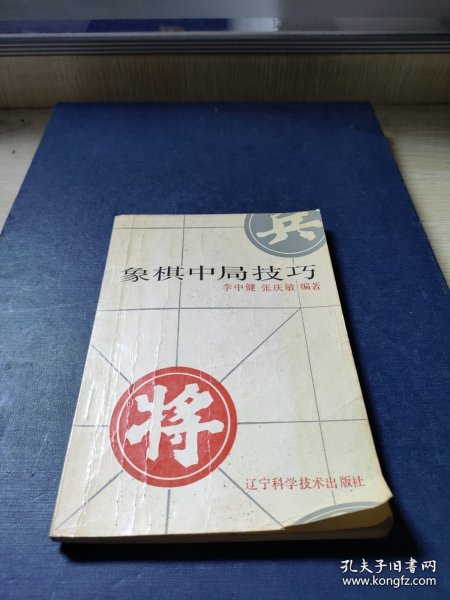 兵
象棋中局技巧
李中健 张庆敏 编著
将
辽宁科学技术出版社
孔夫子旧书网
www.kongfz.com